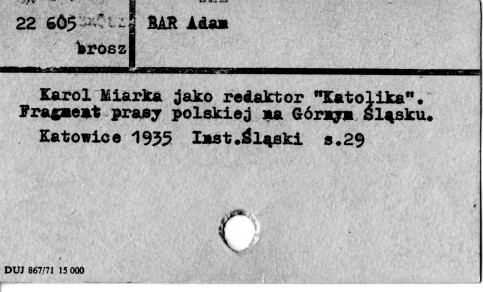 22 605 BAR Adam
brosz
Karol Miarka jako redaktor "Katolika".
Fragment prasy polskiej na Górnym Śląsku.
Katowice 1935 Inst.Śląski s.29
DUJ 867/71 15 000